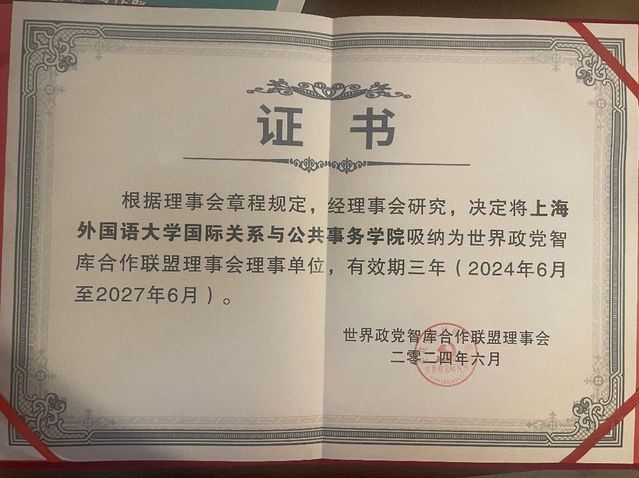 证书
根据理事会章程规定，经理事会研究，决定将上海
外国语大学国际关系与公共事务学院吸纳为世界政党智
库合作联盟理事会理事单位，有效期三年（2024年6月
至2027年6月）。
世界政党智库合作联盟理事会
二零二四年六月